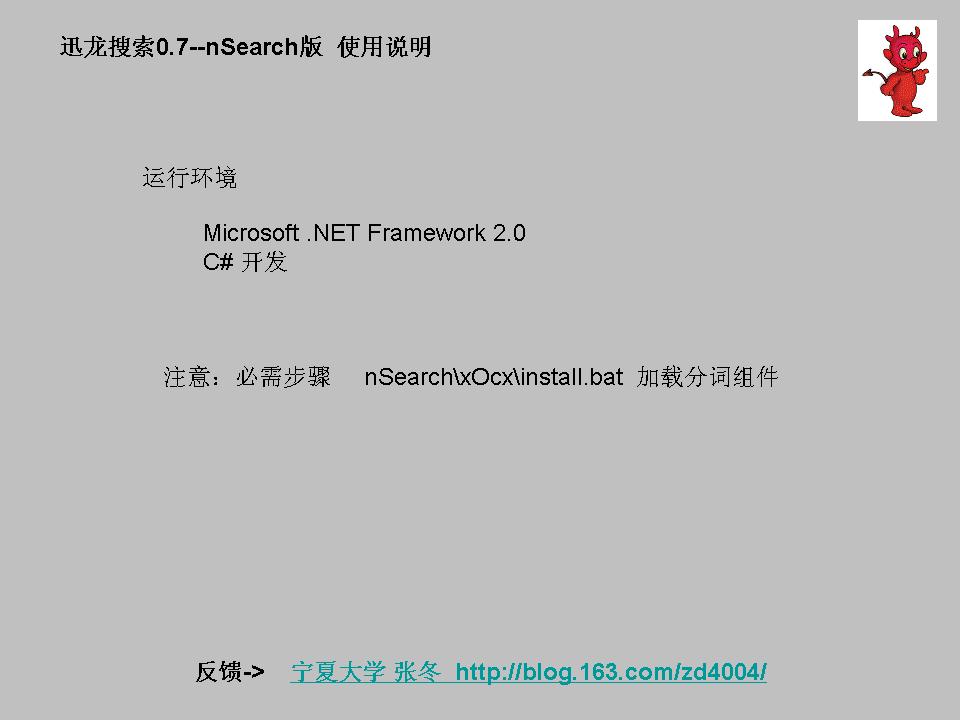 迅龙搜索0.7--nSearch版 使用说明
运行环境
Microsoft .NET Framework 2.0
C# 开发
注意：必需步骤 nSearch\xOcx\install.bat 加载分词组件
反馈-> 宁夏大学 张冬 http://blog.163.com/zd4004/